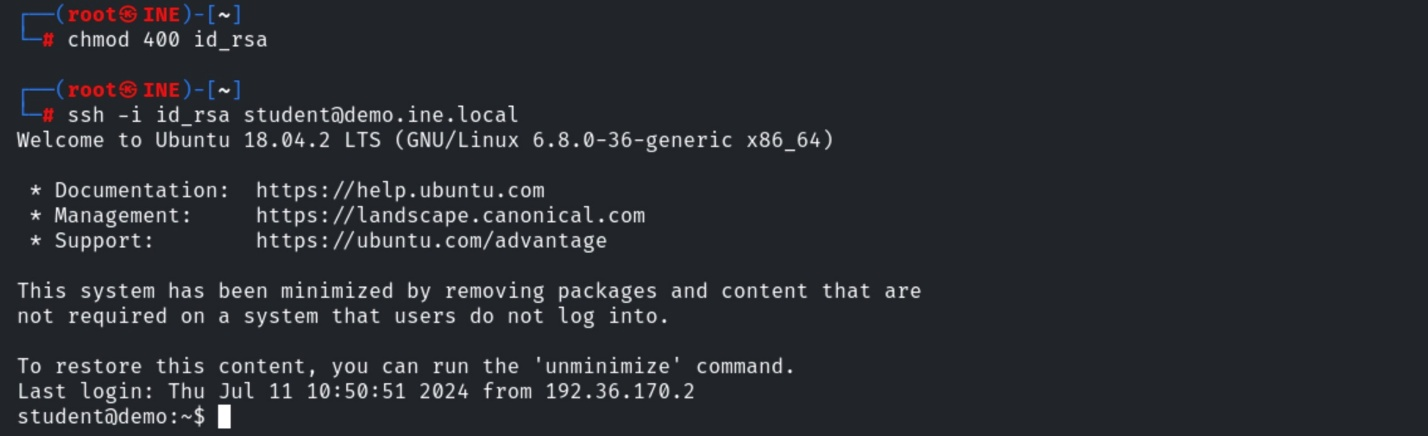 ┌──(root㉿INE)-[~]
└─# chmod 400 id_rsa
┌──(root㉿INE)-[~]
└─# ssh -i id_rsa student@demo.ine.local
Welcome to Ubuntu 18.04.2 LTS (GNU/Linux 6.8.0-36-generic x86_64)
* Documentation:  https://help.ubuntu.com
* Management:     https://landscape.canonical.com
* Support:        https://ubuntu.com/advantage
This system has been minimized by removing packages and content that are
not required on a system that users do not log into.
To restore this content, you can run the 'unminimize' command.
Last login: Thu Jul 11 10:50:51 2024 from 192.36.170.2
student@demo:~$